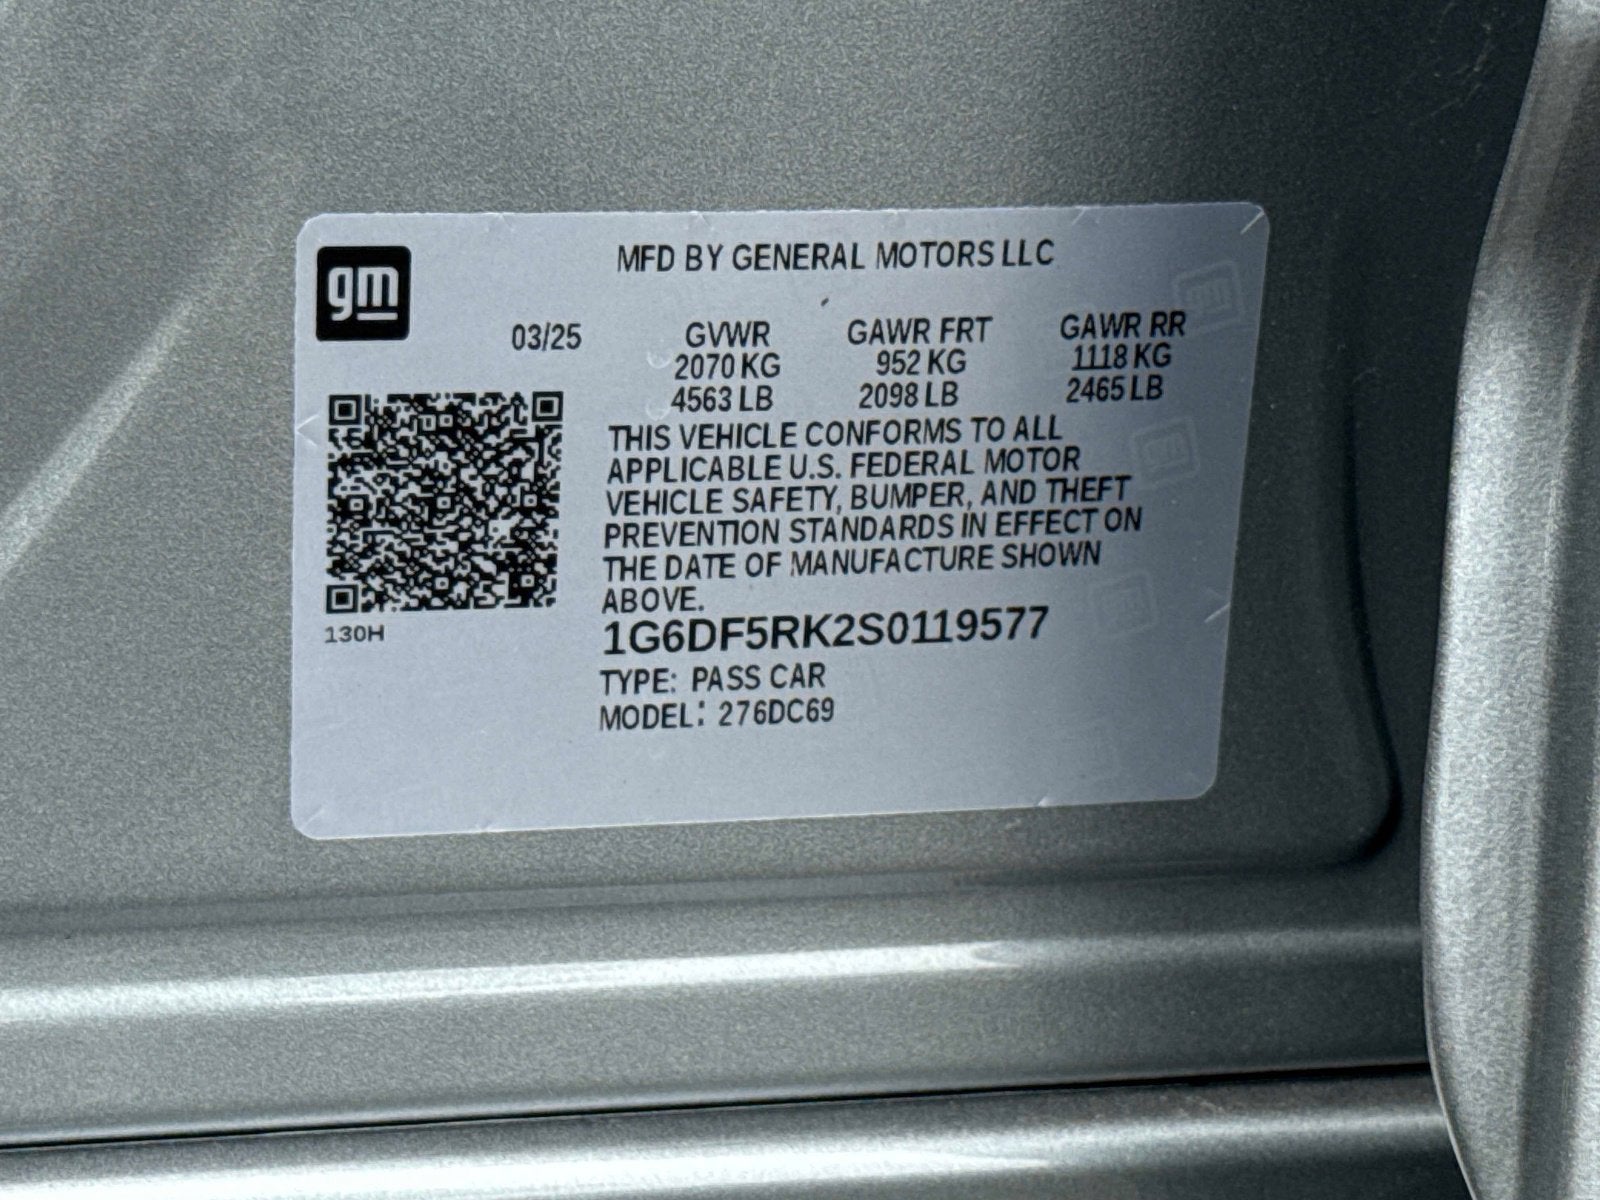 gm
MFD BY GENERAL MOTORS LLC
03/25 GVWR GAWR FRT GAWR RR
2070 KG 952 KG 1118 KG
4563 LB 2098 LB 2465 LB
THIS VEHICLE CONFORMS TO ALL
APPLICABLE U.S. FEDERAL MOTOR
VEHICLE SAFETY, BUMPER, AND THEFT
PREVENTION STANDARDS IN EFFECT ON
THE DATE OF MANUFACTURE SHOWN
ABOVE.
130H
1G6DF5RK2S0119577
TYPE: PASS CAR
MODEL: 276DC69